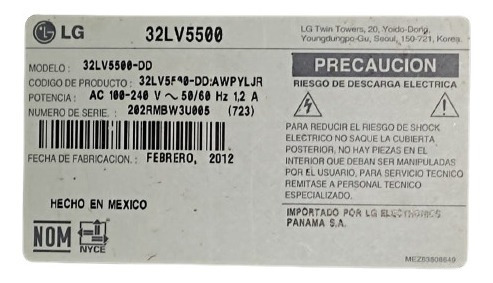 LG 32LV5500
LG Twin Towers, 20, Yoido-Dong,
Youngdungpo-Gu, Seoul, 150-721, Korea
MODELO : 32LV5500-DD
CODIGO DE PRODUCTO : 32LV5500-DD:AWPYLJR
POTENCIA : AC 100-240 V ~ 50/60 Hz 1,2 A
NUMERO DE SERIE. : 202RMBW3U005 (723)
FECHA DE FABRICACION. : FEBRERO, 2012
HECHO EN MEXICO
NOM NYCE
PRECAUCION
RIESGO DE DESCARGA ELECTRICA
PARA REDUCIR EL RIESGO DE SHOCK
ELECTRICO NO SAQUE LA CUBIERTA
POSTERIOR, NO HAY PIEZAS EN EL
INTERIOR QUE DEBAN SER MANIPULADAS
POR EL USUARIO, PARA SERVICIO TECNICO
REMITASE A PERSONAL TECNICO
ESPECIALIZADO.
IMPORTADO POR LG ELECTRONICS
PANAMA S.A.